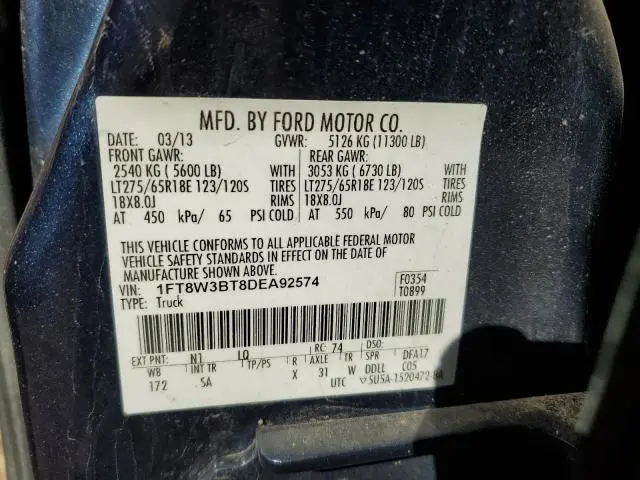 MFD. BY FORD MOTOR CO.
DATE: 03/13 GVWR: 5126 KG (11300 LB)
FRONT GAWR: REAR GAWR:
2540 KG ( 5600 LB) WITH 3053 KG ( 6730 LB) WITH
LT275/65R18E 123/120S TIRES LT275/65R18E 123/120S TIRES
18X8.0J RIMS 18X8.0J RIMS
AT 450 kPa/ 65 PSI COLD AT 550 kPa/ 80 PSI COLD
THIS VEHICLE CONFORMS TO ALL APPLICABLE FEDERAL MOTOR
VEHICLE SAFETY STANDARDS IN EFFECT ON THE DATE OF
MANUFACTURE SHOWN ABOVE.
VIN: 1FT8W3BT8DEA92574 F0354
TYPE: Truck T0899
EXT PNT: N1 LQ RC: 74 DSO:
WB INT TR TP/PS R AXLE TR SPR DFA17
172 SA X 31 W DDLL C05
UTC 5U5A-1520472-BA